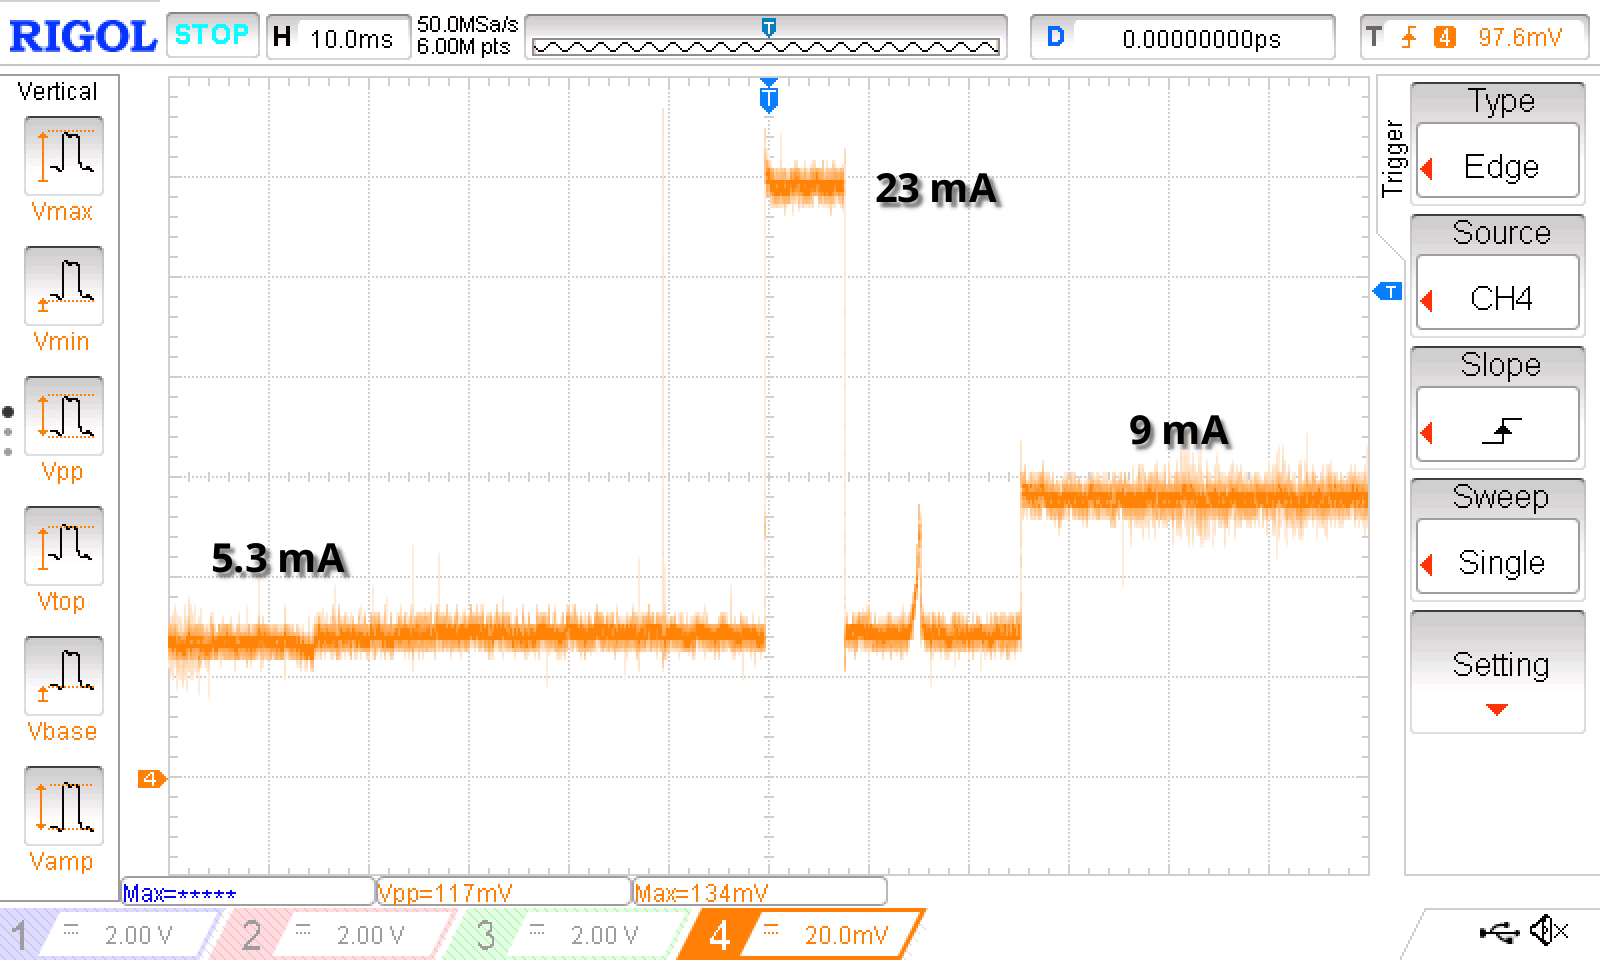 RIGOL STOP H 10.0ms 50.0MSa/s
6.00M pts
T
D 0.00000000ps
T 4 97.6mV
Vertical
Vmax
Vmin
Vpp
Vtop
Vbase
Vamp
T
23 mA
9 mA
5.3 mA
4
T
Trigger
Type
Edge
Source
CH4
Slope
Sweep
Single
Setting
Max=*****
Vpp=117mV
Max=134mV
1 2.00 V
2 2.00 V
3 2.00 V
4 20.0mV